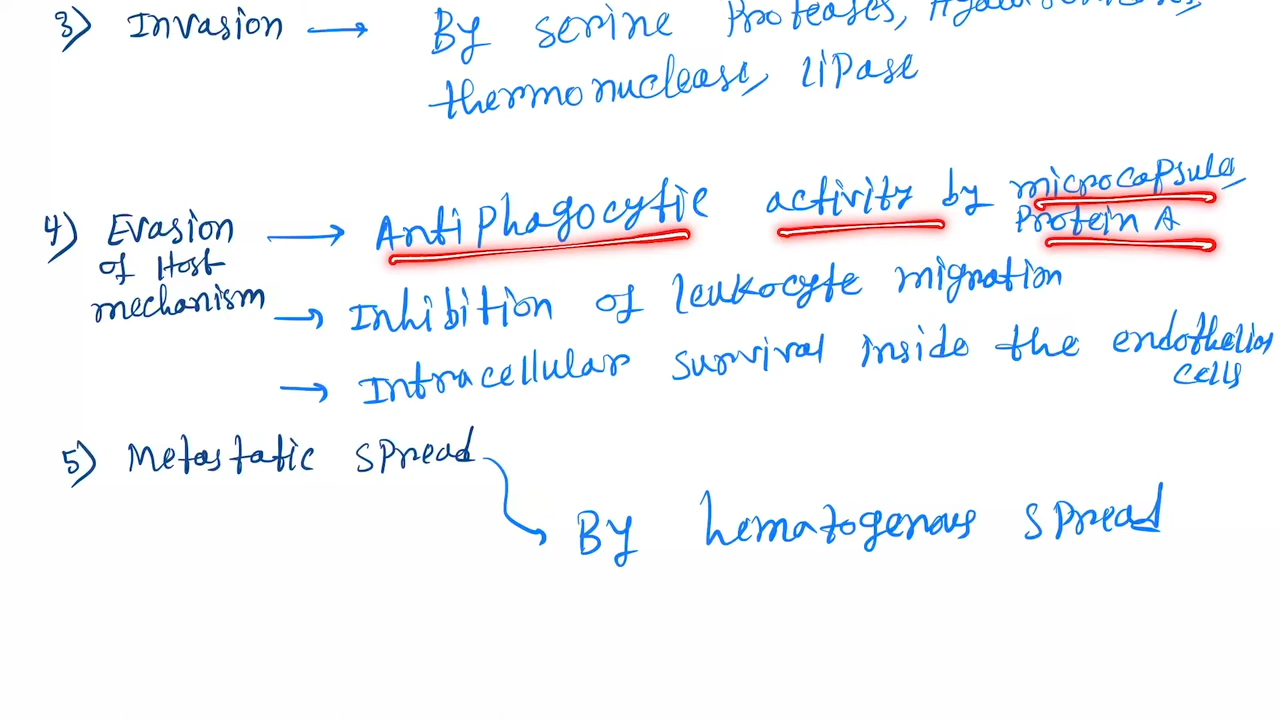 3) Invasion → By serine Proteases,
thermonuclease, lipase
4) Evasion of Host mechanism → Antiphagocytic activity by microcapsule, Protein A
→ Inhibition of leukocyte migration
→ Intracellular survival inside the
cells
5) Metastatic spread
By hematogenous spread